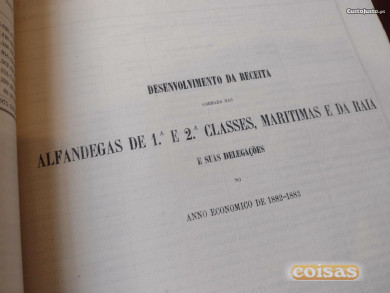 CustoJusto.pt
DESENVOLVIMENTO DA RECEITA
COBRADA NAS
ALFANDEGAS DE 1.ª E 2.ª CLASSES, MARITIMAS E DA RAIA
E SUAS DELEGAÇÕES
NO
ANNO ECONOMICO DE 1882-1883
coisas